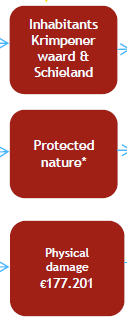 Inhabitants
Krimpener
waard &
Schieland
Protected
nature*
Physical
damage
€177.201